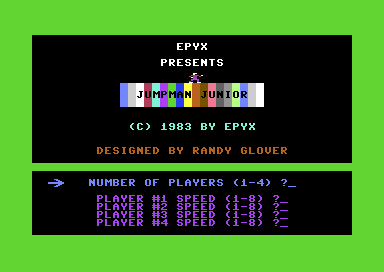 EPYX
PRESENTS
JUMPMAN JUNIOR
(C) 1983 BY EPYX
DESIGNED BY RANDY GLOVER
NUMBER OF PLAYERS (1-4) ?_
PLAYER #1 SPEED (1-8) ?_
PLAYER #2 SPEED (1-8) ?_
PLAYER #3 SPEED (1-8) ?_
PLAYER #4 SPEED (1-8) ?_